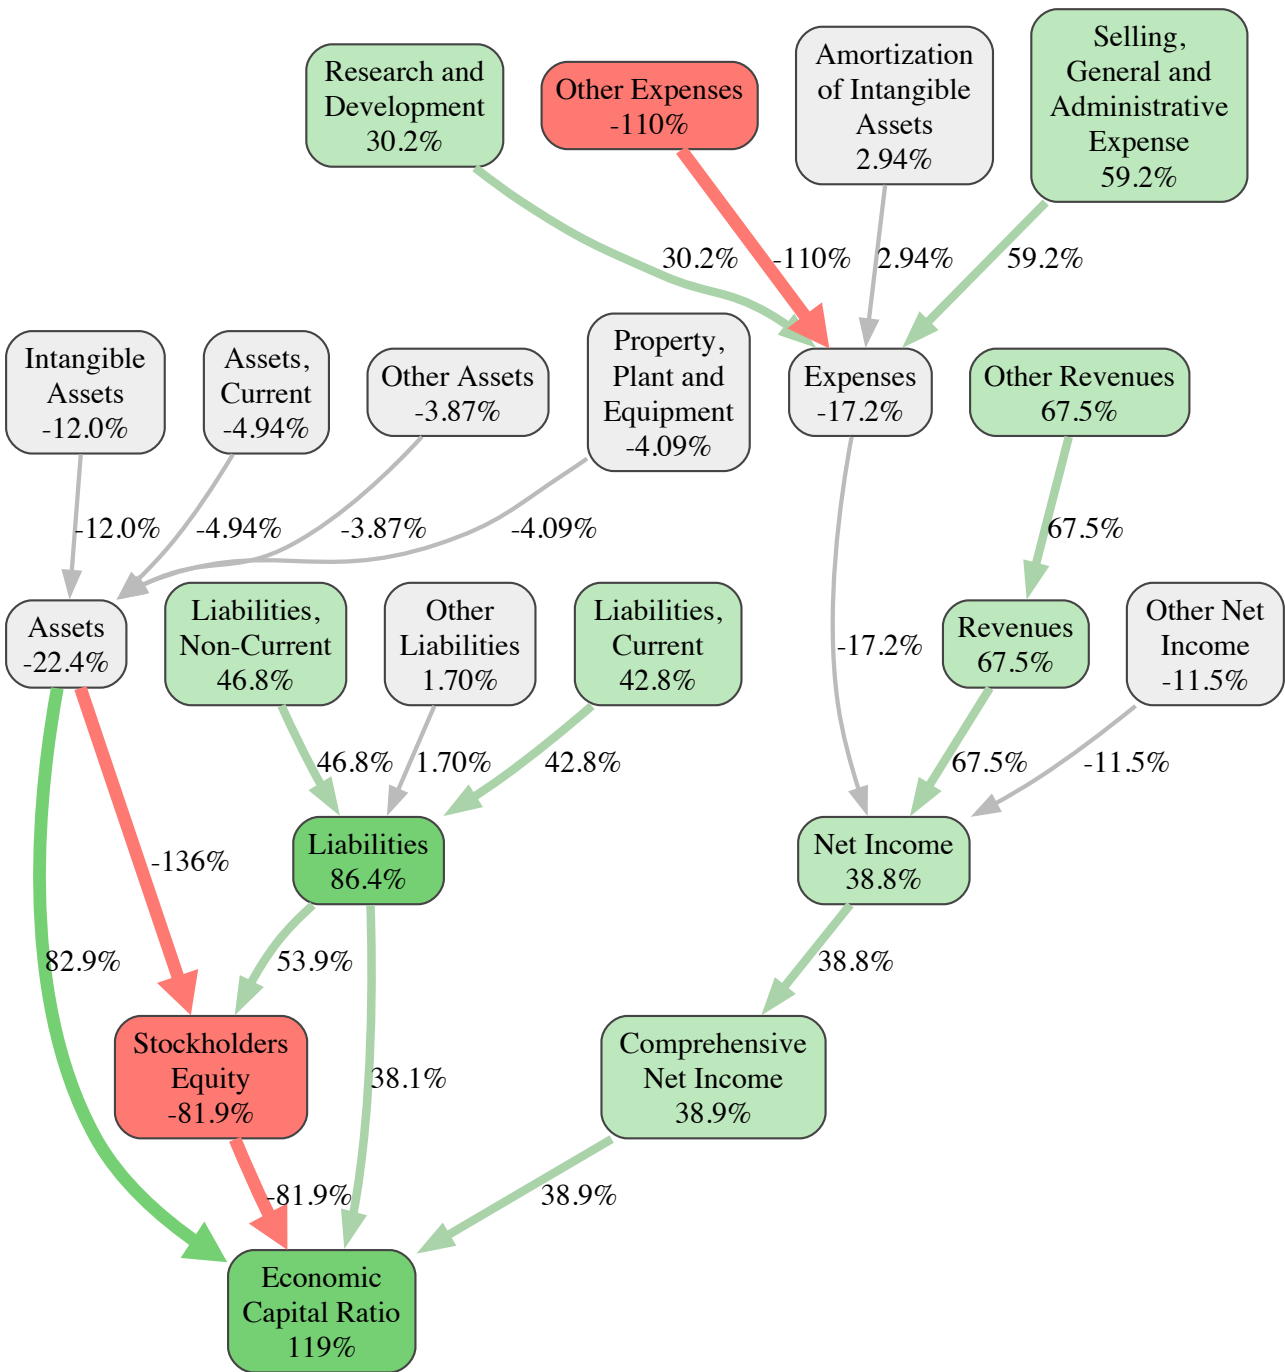 Research and
Development
30.2%
Other Expenses
-110%
Amortization
of Intangible
Assets
2.94%
Selling,
General and
Administrative
Expense
59.2%
30.2%
-110%
2.94%
59.2%
Intangible
Assets
-12.0%
Assets,
Current
-4.94%
Other Assets
-3.87%
Property,
Plant and
Equipment
-4.09%
Expenses
-17.2%
Other Revenues
67.5%
-12.0%
-4.94%
-3.87%
-4.09%
67.5%
Assets
-22.4%
Liabilities,
Non-Current
46.8%
Other
Liabilities
1.70%
Liabilities,
Current
42.8%
-17.2%
Revenues
67.5%
Other Net
Income
-11.5%
46.8%
1.70%
42.8%
67.5%
-11.5%
-136%
Liabilities
86.4%
Net Income
38.8%
82.9%
53.9%
38.8%
Stockholders
Equity
-81.9%
38.1%
Comprehensive
Net Income
38.9%
-81.9%
38.9%
Economic
Capital Ratio
119%